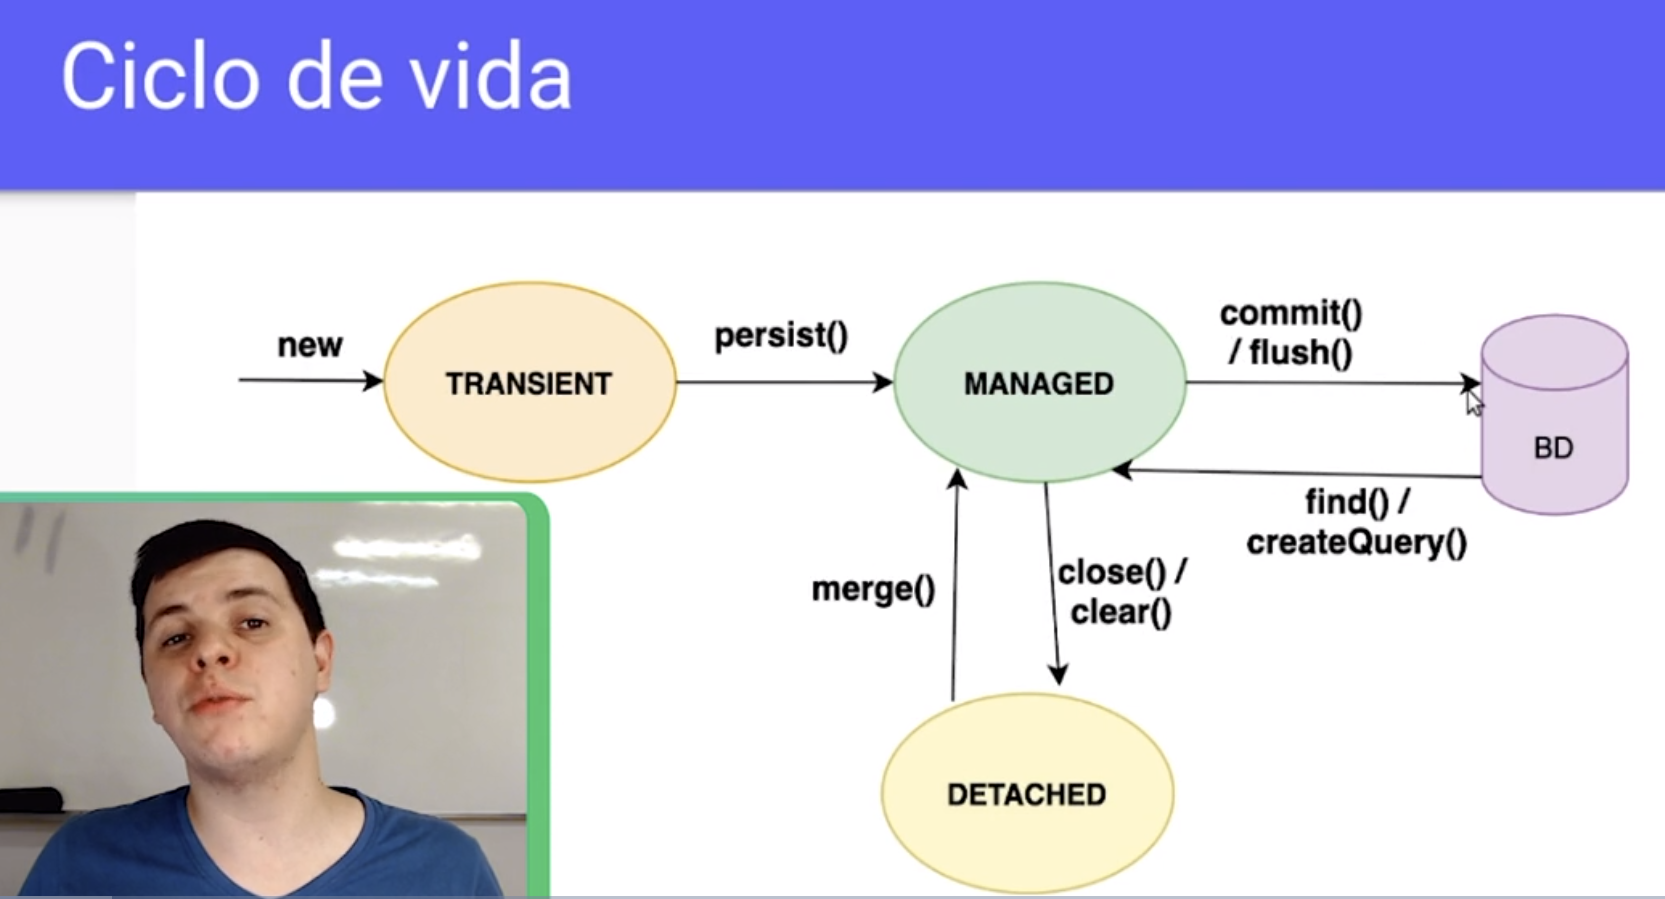 Ciclo de vida
new
TRANSIENT
persist()
MANAGED
commit()
/ flush()
BD
find() /
createQuery()
merge()
close() /
clear()
DETACHED